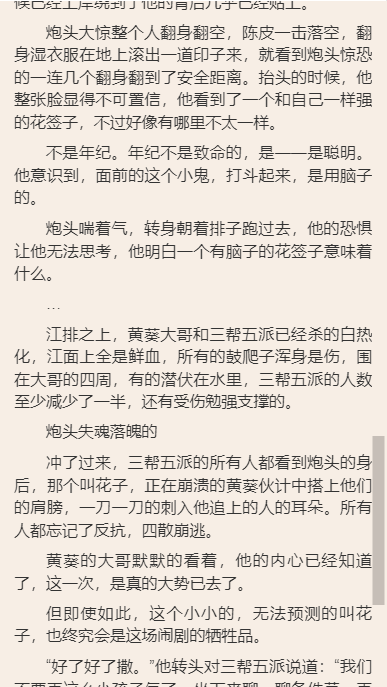 候已经上岸绕到了他的背后几乎已经贴上。
炮头大惊整个人翻身翻空，陈皮一击落空，翻
身湿衣服在地上滚出一道印子来，就看到炮头惊恐
的一连几个翻身翻到了安全距离。抬头的时候，他
整张脸显得不可置信，他看到了一个和自己一样强
的花签子，不过好像有哪里不太一样。
不是年纪。年纪不是致命的，是——是聪明。
他意识到，面前的这个小鬼，打斗起来，是用脑子
的。
炮头喘着气，转身朝着排子跑过去，他的恐惧
让他无法思考，他明白一个有脑子的花签子意味着
什么。
…
江排之上，黄葵大哥和三帮五派已经杀的白热
化，江面上全是鲜血，所有的鼓爬子浑身是伤，围
在大哥的四周，有的潜伏在水里，三帮五派的人数
至少减少了一半，还有受伤勉强支撑的。
炮头失魂落魄的
冲了过来，三帮五派的所有人都看到炮头的身
后，那个叫花子，正在崩溃的黄葵伙计中搭上他们
的肩膀，一刀一刀的刺入他追上的人的耳朵。所有
人都忘记了反抗，四散崩逃。
黄葵的大哥默默的看着，他的内心已经知道
了，这一次，是真的大势已去了。
但即使如此，这个小小的，无法预测的叫花
子，也终究会是这场闹剧的牺牲品。
“好了好了撒。”他转头对三帮五派说道：“我们